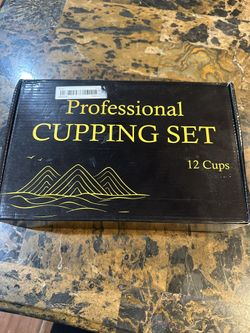 Professional
CUPPING SET
12 Cups